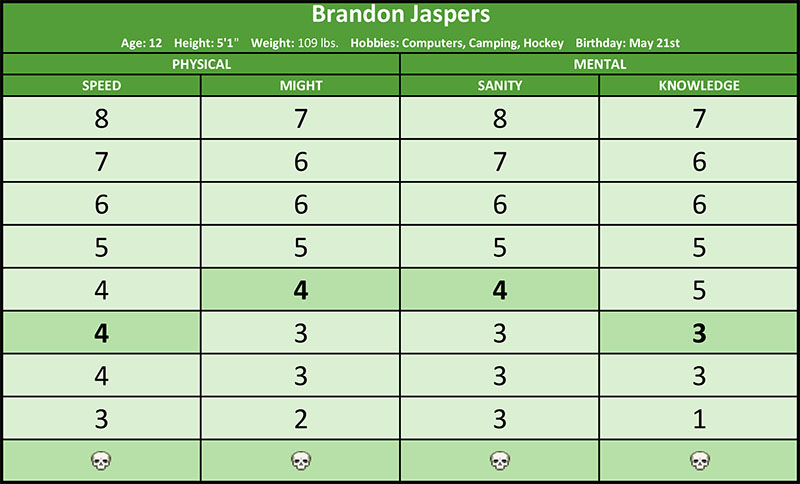 Brandon Jaspers
Age: 12 Height: 5'1" Weight: 109 lbs. Hobbies: Computers, Camping, Hockey Birthday: May 21st
PHYSICAL MENTAL
SPEED MIGHT SANITY KNOWLEDGE
8 7 8 7
7 6 7 6
6 6 6 6
5 5 5 5
4 4 4 5
4 3 3 3
4 3 3 3
3 2 3 1